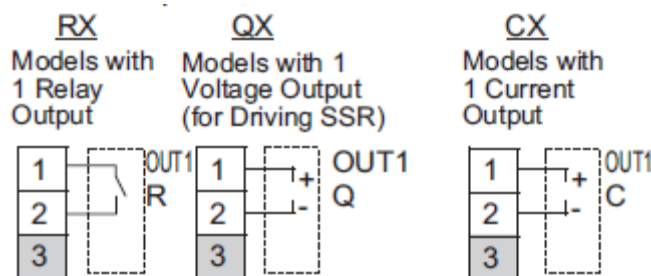 RX
Models with
1 Relay
Output
1
2
3
OUT1
R
QX
Models with 1
Voltage Output
(for Driving SSR)
1
2
3
+
-
OUT1
Q
CX
Models with
1 Current
Output
1
2
3
+
-
OUT1
C